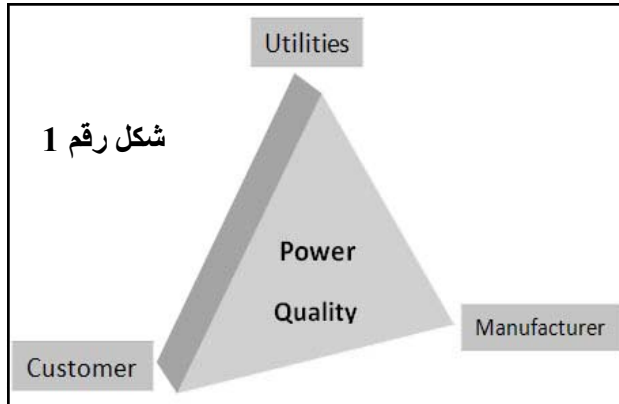 Utilities
شكل رقم 1
Power
Quality
Manufacturer
Customer